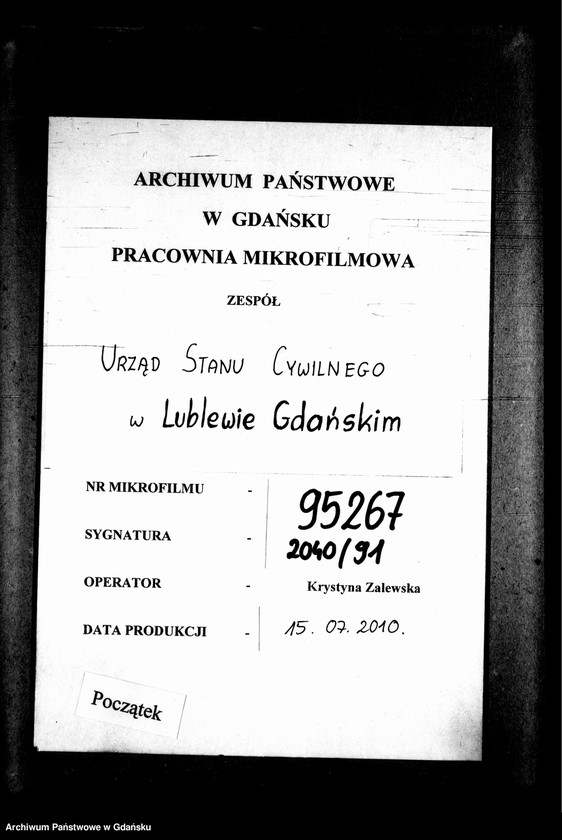 ARCHIWUM PAŃSTWOWE
W GDAŃSKU
PRACOWNIA MIKROFILMOWA
ZESPÓŁ
URZĄD STANU CYWILNEGO
w Lublewie Gdańskim
NR MIKROFILMU - 95267
SYGNATURA - 2040/91
OPERATOR - Krystyna Zalewska
DATA PRODUKCJI - 15. 07. 2010.
Początek
Archiwum Państwowe w Gdańsku